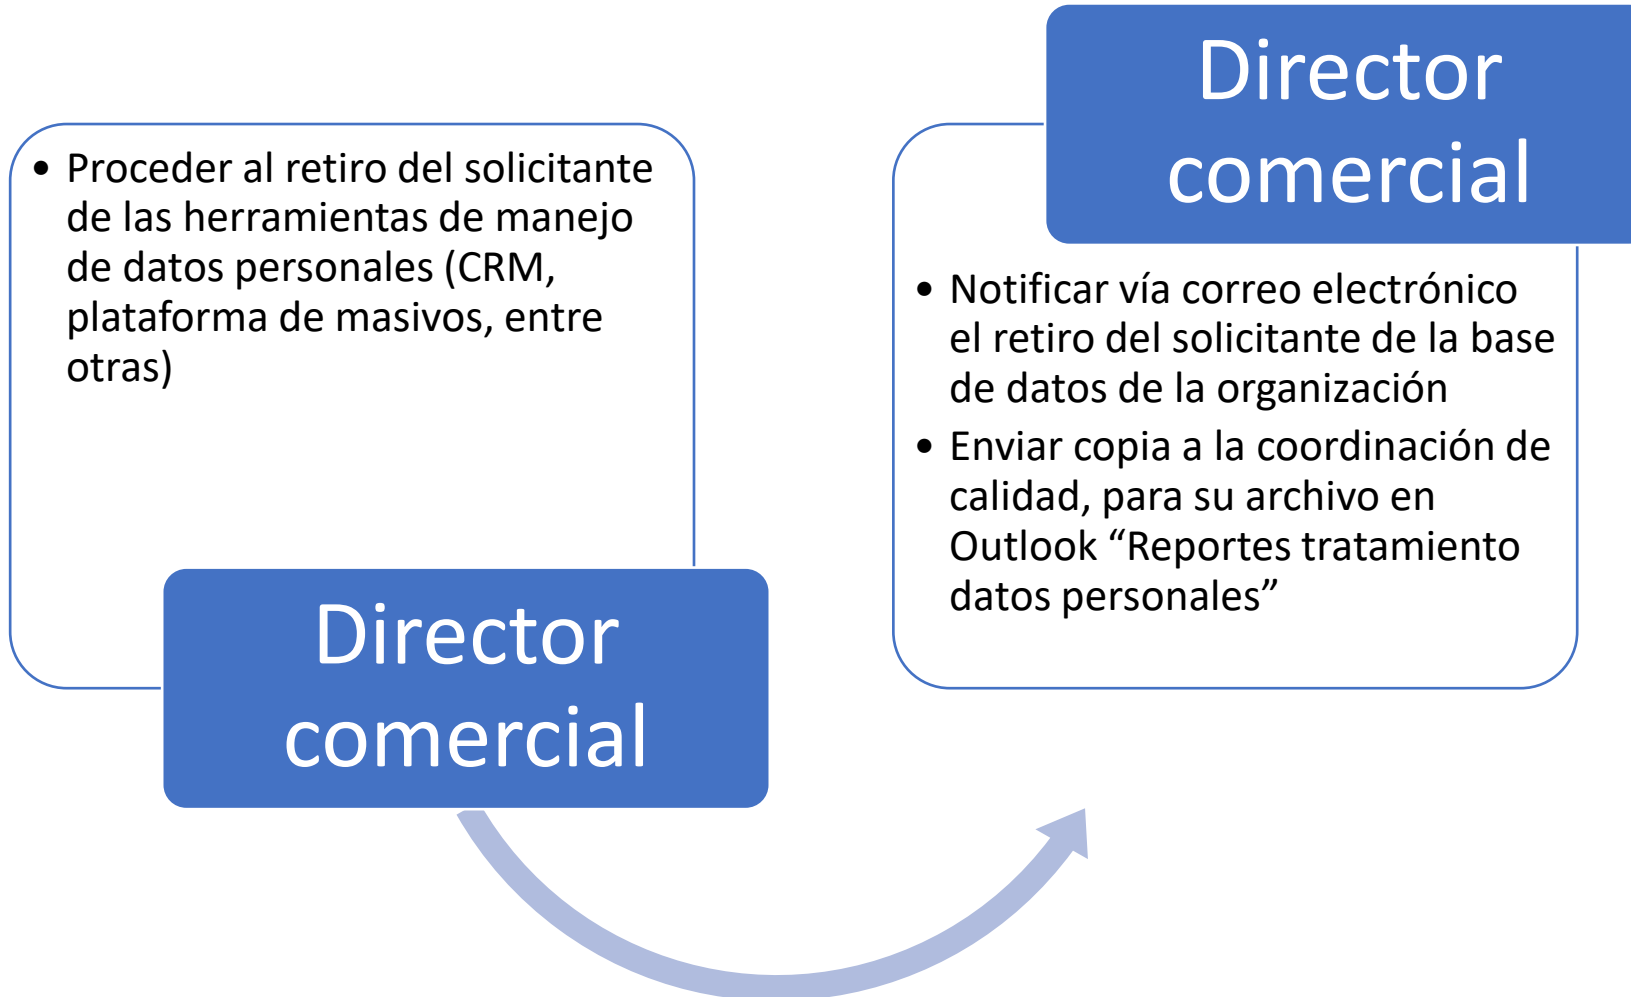 • Proceder al retiro del solicitante
de las herramientas de manejo
de datos personales (CRM,
plataforma de masivos, entre
otras)
Director
comercial
Director
comercial
• Notificar vía correo electrónico
el retiro del solicitante de la base
de datos de la organización
• Enviar copia a la coordinación de
calidad, para su archivo en
Outlook “Reportes tratamiento
datos personales”